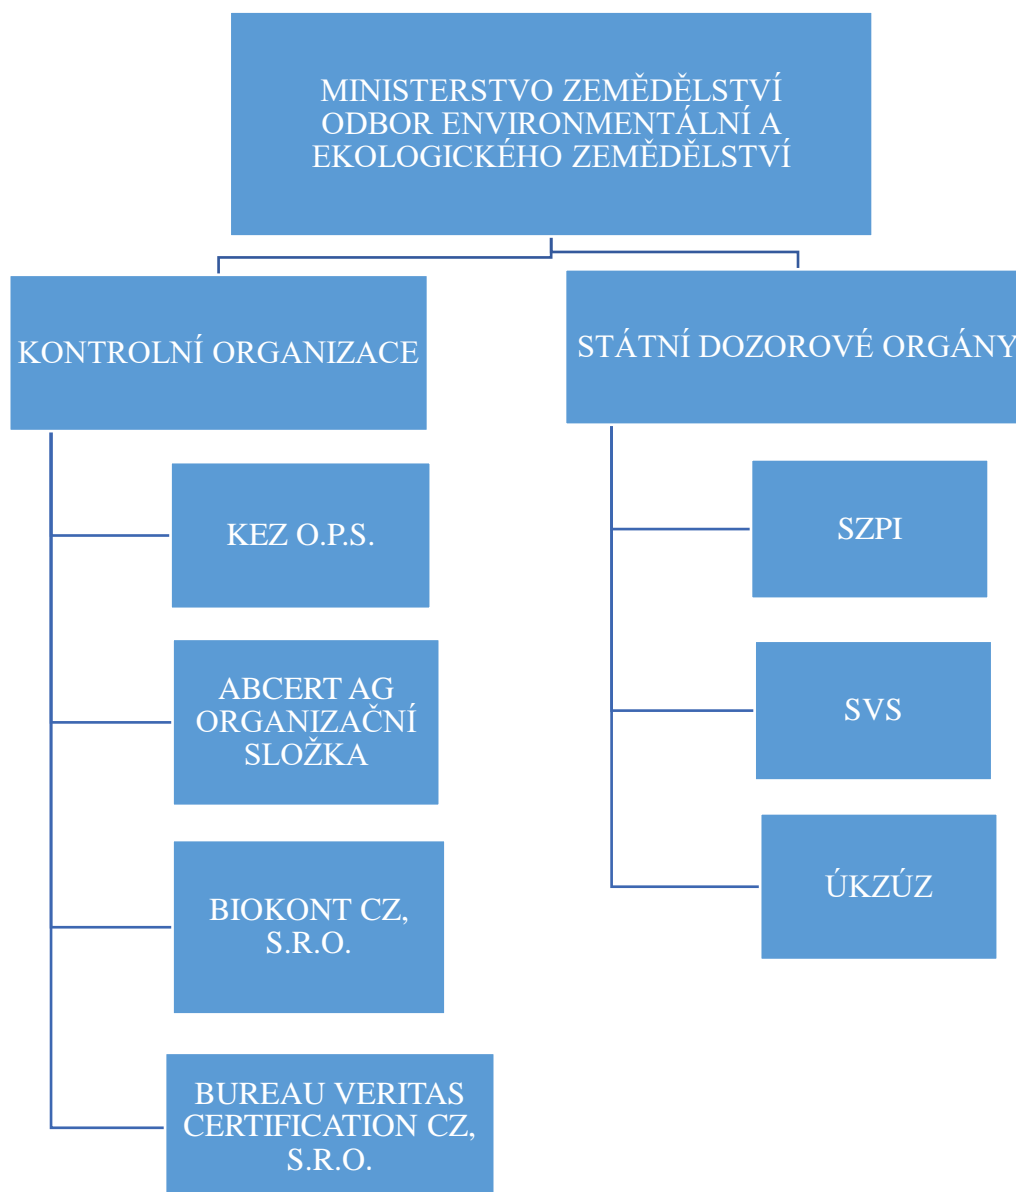 MINISTERSTVO ZEMĚDĚLSTVÍ
ODBOR ENVIRONMENTÁLNÍ A
EKOLOGICKÉHO ZEMĚDĚLSTVÍ
KONTROLNÍ ORGANIZACE
STÁTNÍ DOZOROVÉ ORGÁNY
KEZ O.P.S.
ABCERT AG
ORGANIZAČNÍ
SLOŽKA
BIOKONT CZ,
S.R.O.
BUREAU VERITAS
CERTIFICATION CZ,
S.R.O.
SZPI
SVS
ÚKZÚZ